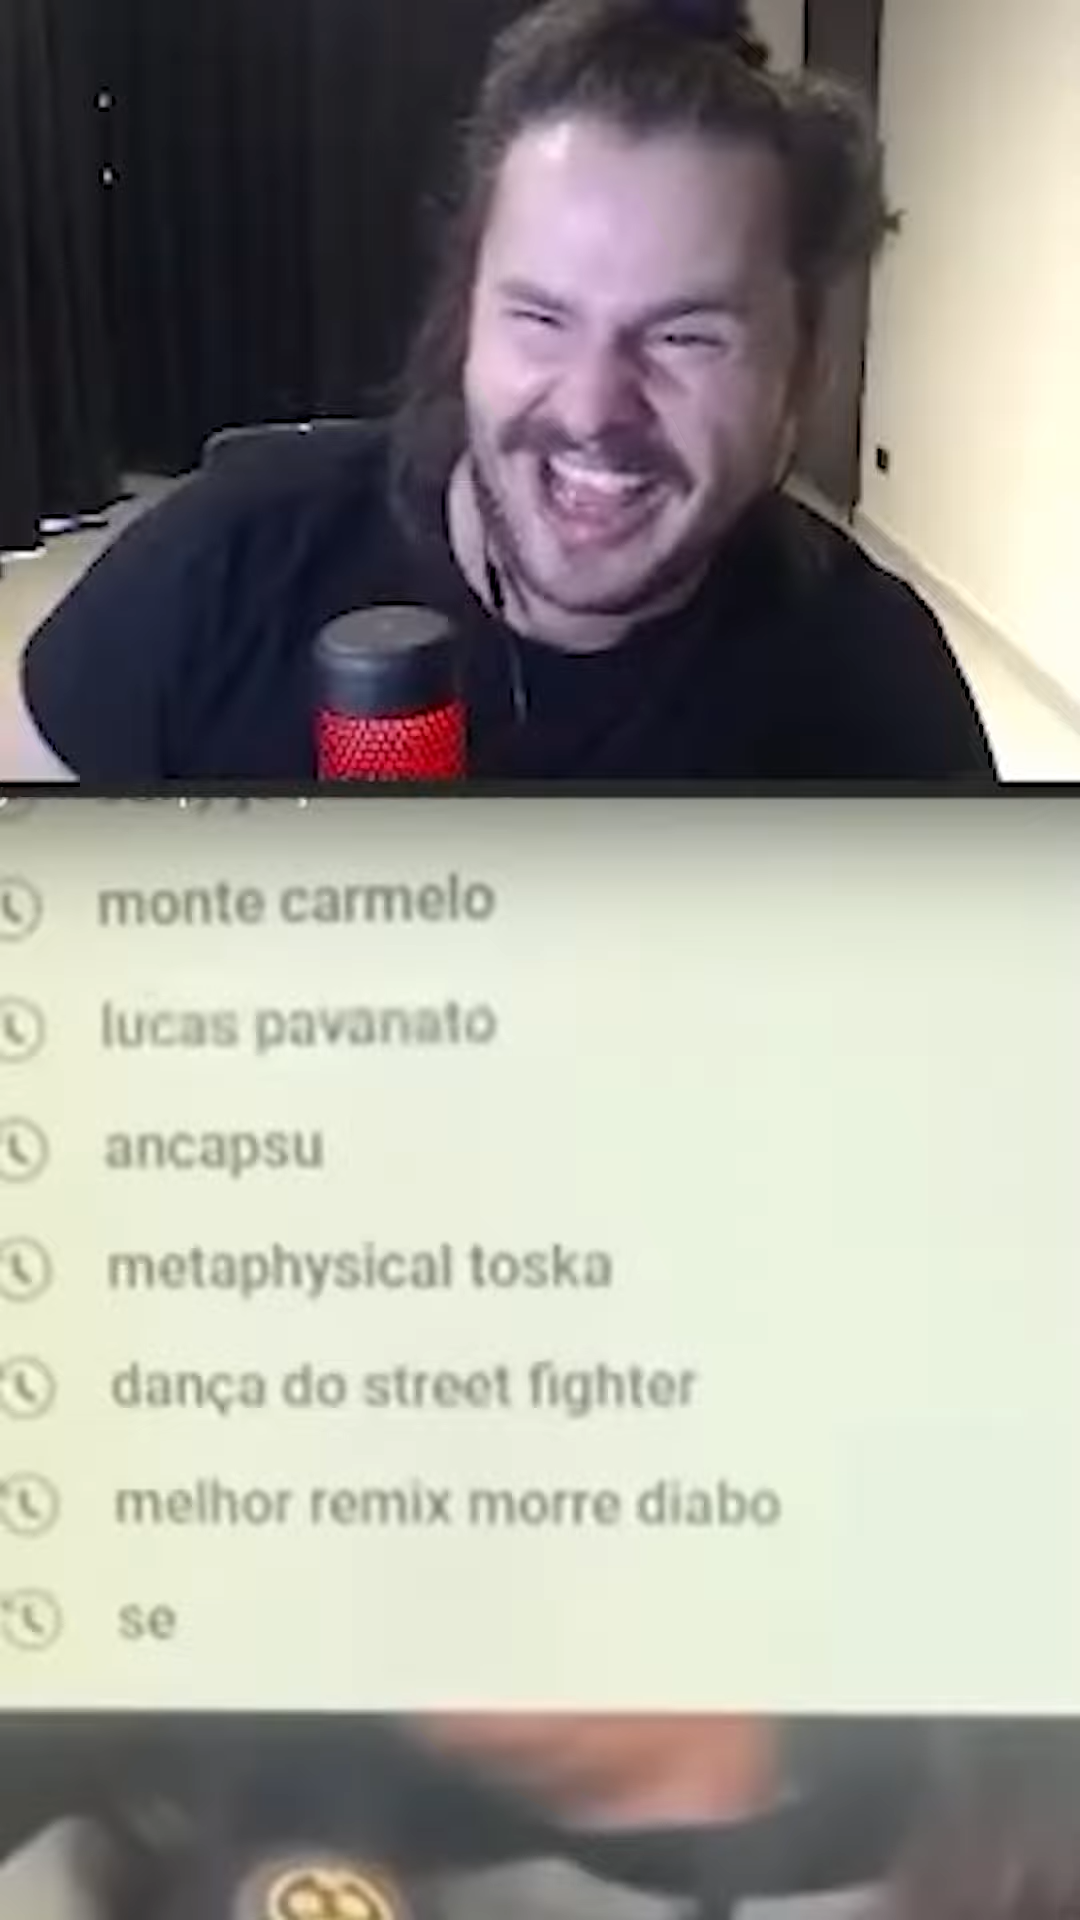 monte carmelo
lucas pavanato
ancapsu
metaphysical toska
dança do street fighter
melhor remix morre diabo
se